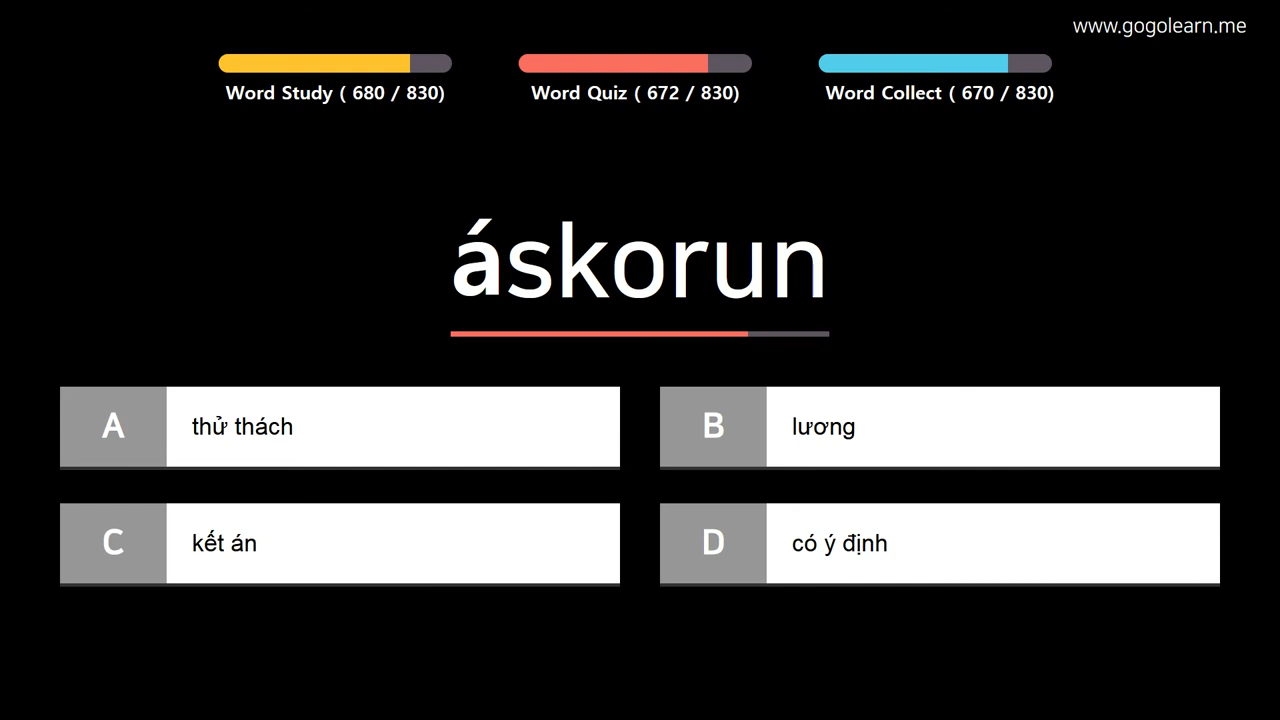 www.gogolearn.me
Word Study ( 680 / 830)
Word Quiz ( 672 / 830)
Word Collect ( 670 / 830)
áskorun
A thử thách
B lương
C kết án
D có ý định